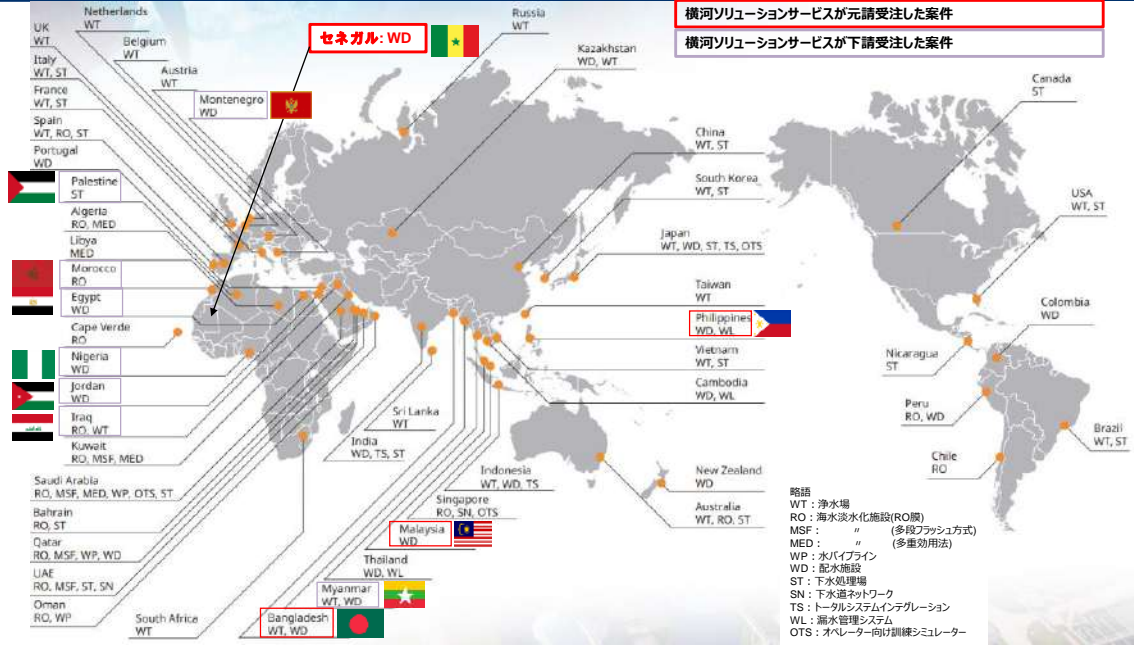 横河ソリューションサービスが元請受注した案件
横河ソリューションサービスが下請受注した案件
Netherlands
WT
UK
WT
Belgium
WT
Italy
WT, ST
Austria
WT
France
WT, ST
Montenegro
WD
Spain
WT, RO, ST
Portugal
WD
Palestine
ST
Algeria
RO, MED
Libya
MED
Morocco
RO
Egypt
WD
Cape Verde
RO
Nigeria
WD
Jordan
WD
Iraq
RO, WT
Kuwait
RO, MSF, MED
Saudi Arabia
RO, MSF, MED, WP, OTS, ST
Bahrain
RO, ST
Qatar
RO, MSF, WP, WD
UAE
RO, MSF, ST, SN
Oman
RO, WP
セネガル: WD
Russia
WT
Kazakhstan
WD, WT
China
WT, ST
South Korea
WT, ST
Japan
WT, WD, ST, TS, OTS
Taiwan
WT
Philippines
WD, WL
Vietnam
WT, ST
Cambodia
WD, WL
New Zealand
WD
Australia
WT, RO, ST
Sri Lanka
WT
India
WD, TS, ST
Indonesia
WT, WD, TS
Singapore
RO, SN, OTS
Malaysia
WD
Thailand
WD, WL
Myanmar
WT, WD
Bangladesh
WT, WD
South Africa
WT
Canada
ST
USA
WT, ST
Colombia
WD
Nicaragua
ST
Peru
RO, WD
Brazil
WT, ST
Chile
RO
略語
WT：浄水場
RO：海水淡水化施設(RO膜)
MSF： 〃 (多段フラッシュ方式)
MED： 〃 (多重効用法)
WP：水パイプライン
WD：配水施設
ST：下水処理場
SN：下水道ネットワーク
TS：トータルシステムインテグレーション
WL：漏水管理システム
OTS：オペレーター向け訓練シミュレーター